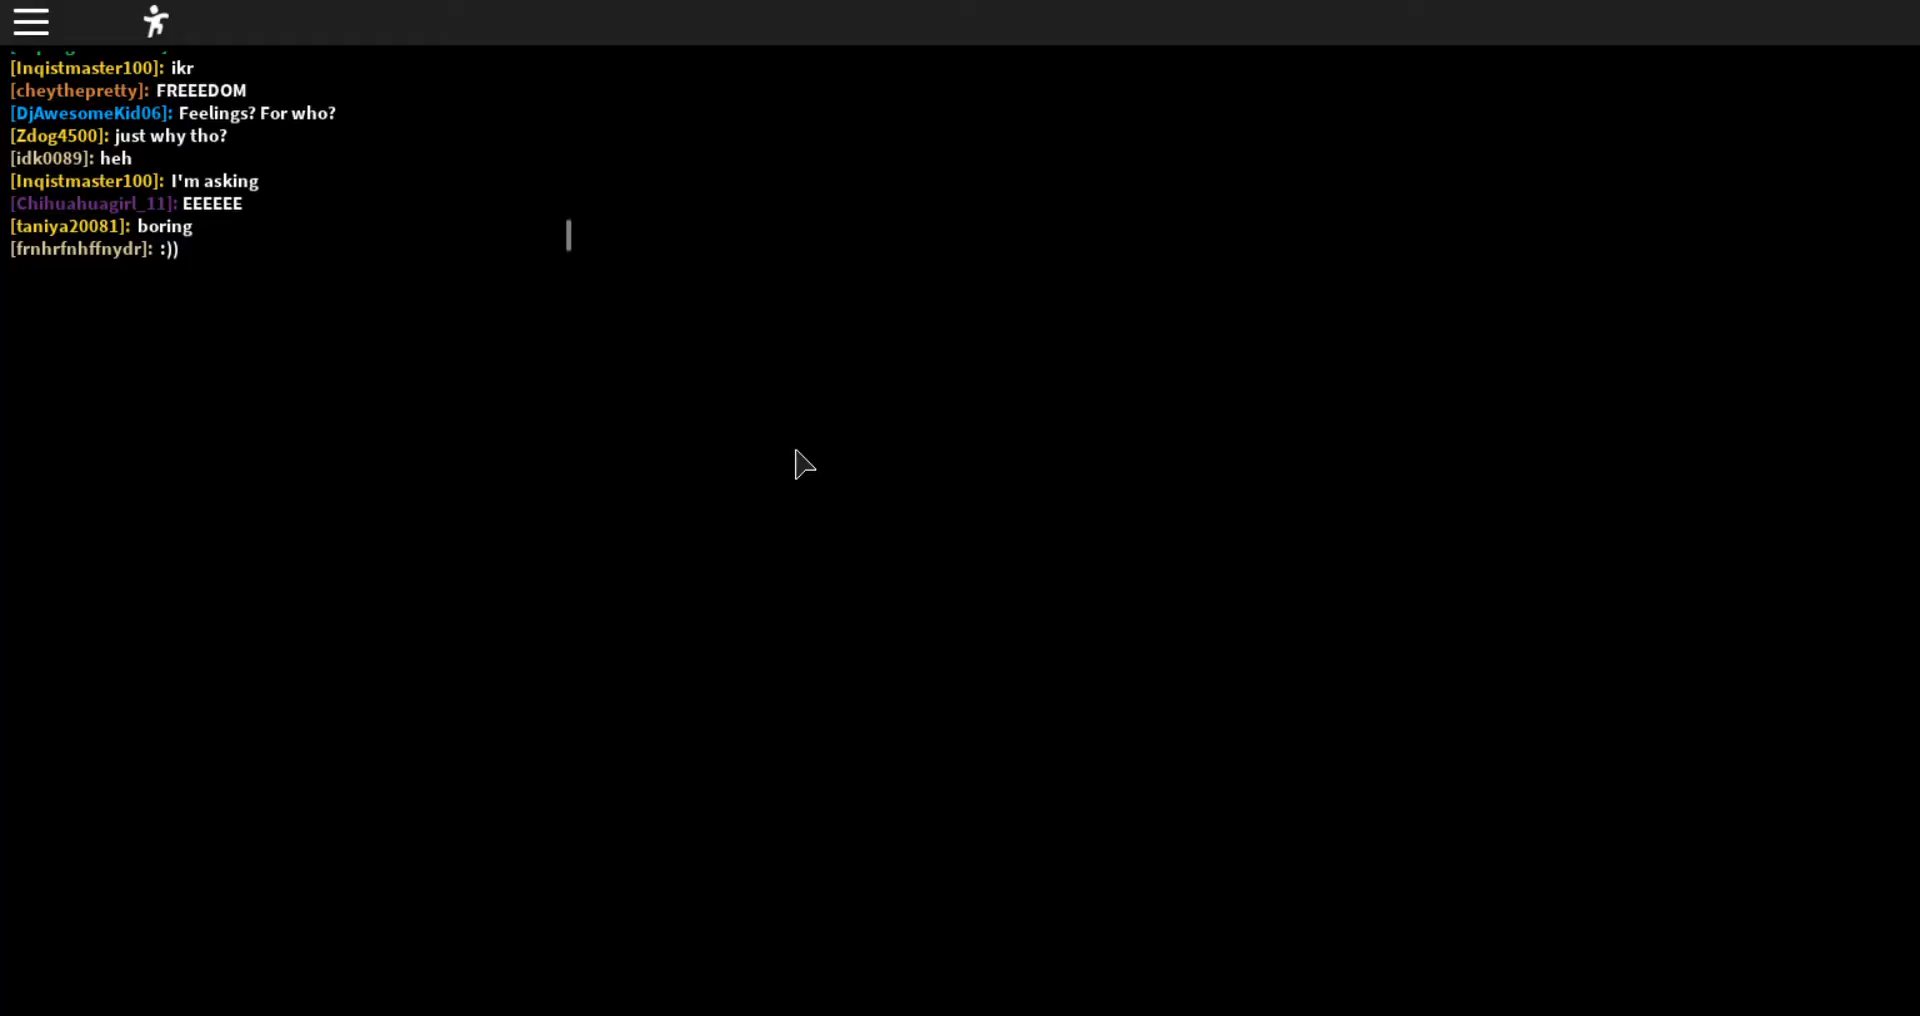 [Inqistmaster100]: ikr
[cheythepretty]: FREEEDOM
[DjAwesomeKid06]: Feelings? For who?
[Zdog4500]: just why tho?
[idk0089]: heh
[Inqistmaster100]: I'm asking
[Chihuahuagirl_11]: EEEEEE
[taniya20081]: boring
[frnhrfnhffnydr]: :))